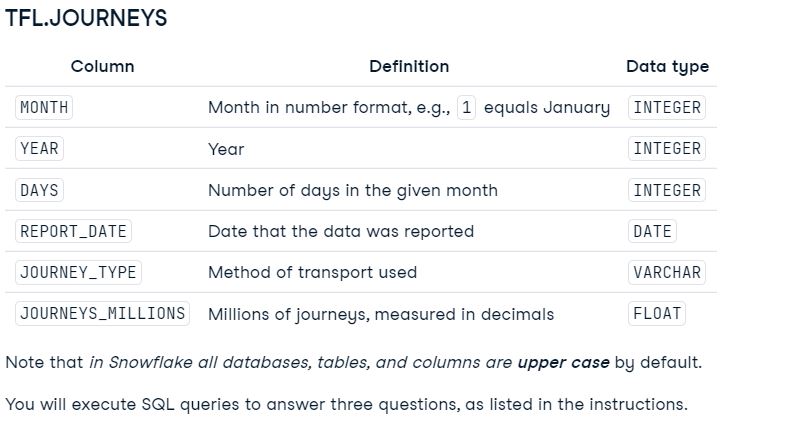 TFL.JOURNEYS
Column Definition Data type
MONTH Month in number format, e.g., 1 equals January INTEGER
YEAR Year INTEGER
DAYS Number of days in the given month INTEGER
REPORT_DATE Date that the data was reported DATE
JOURNEY_TYPE Method of transport used VARCHAR
JOURNEYS_MILLIONS Millions of journeys, measured in decimals FLOAT
Note that in Snowflake all databases, tables, and columns are upper case by default.
You will execute SQL queries to answer three questions, as listed in the instructions.